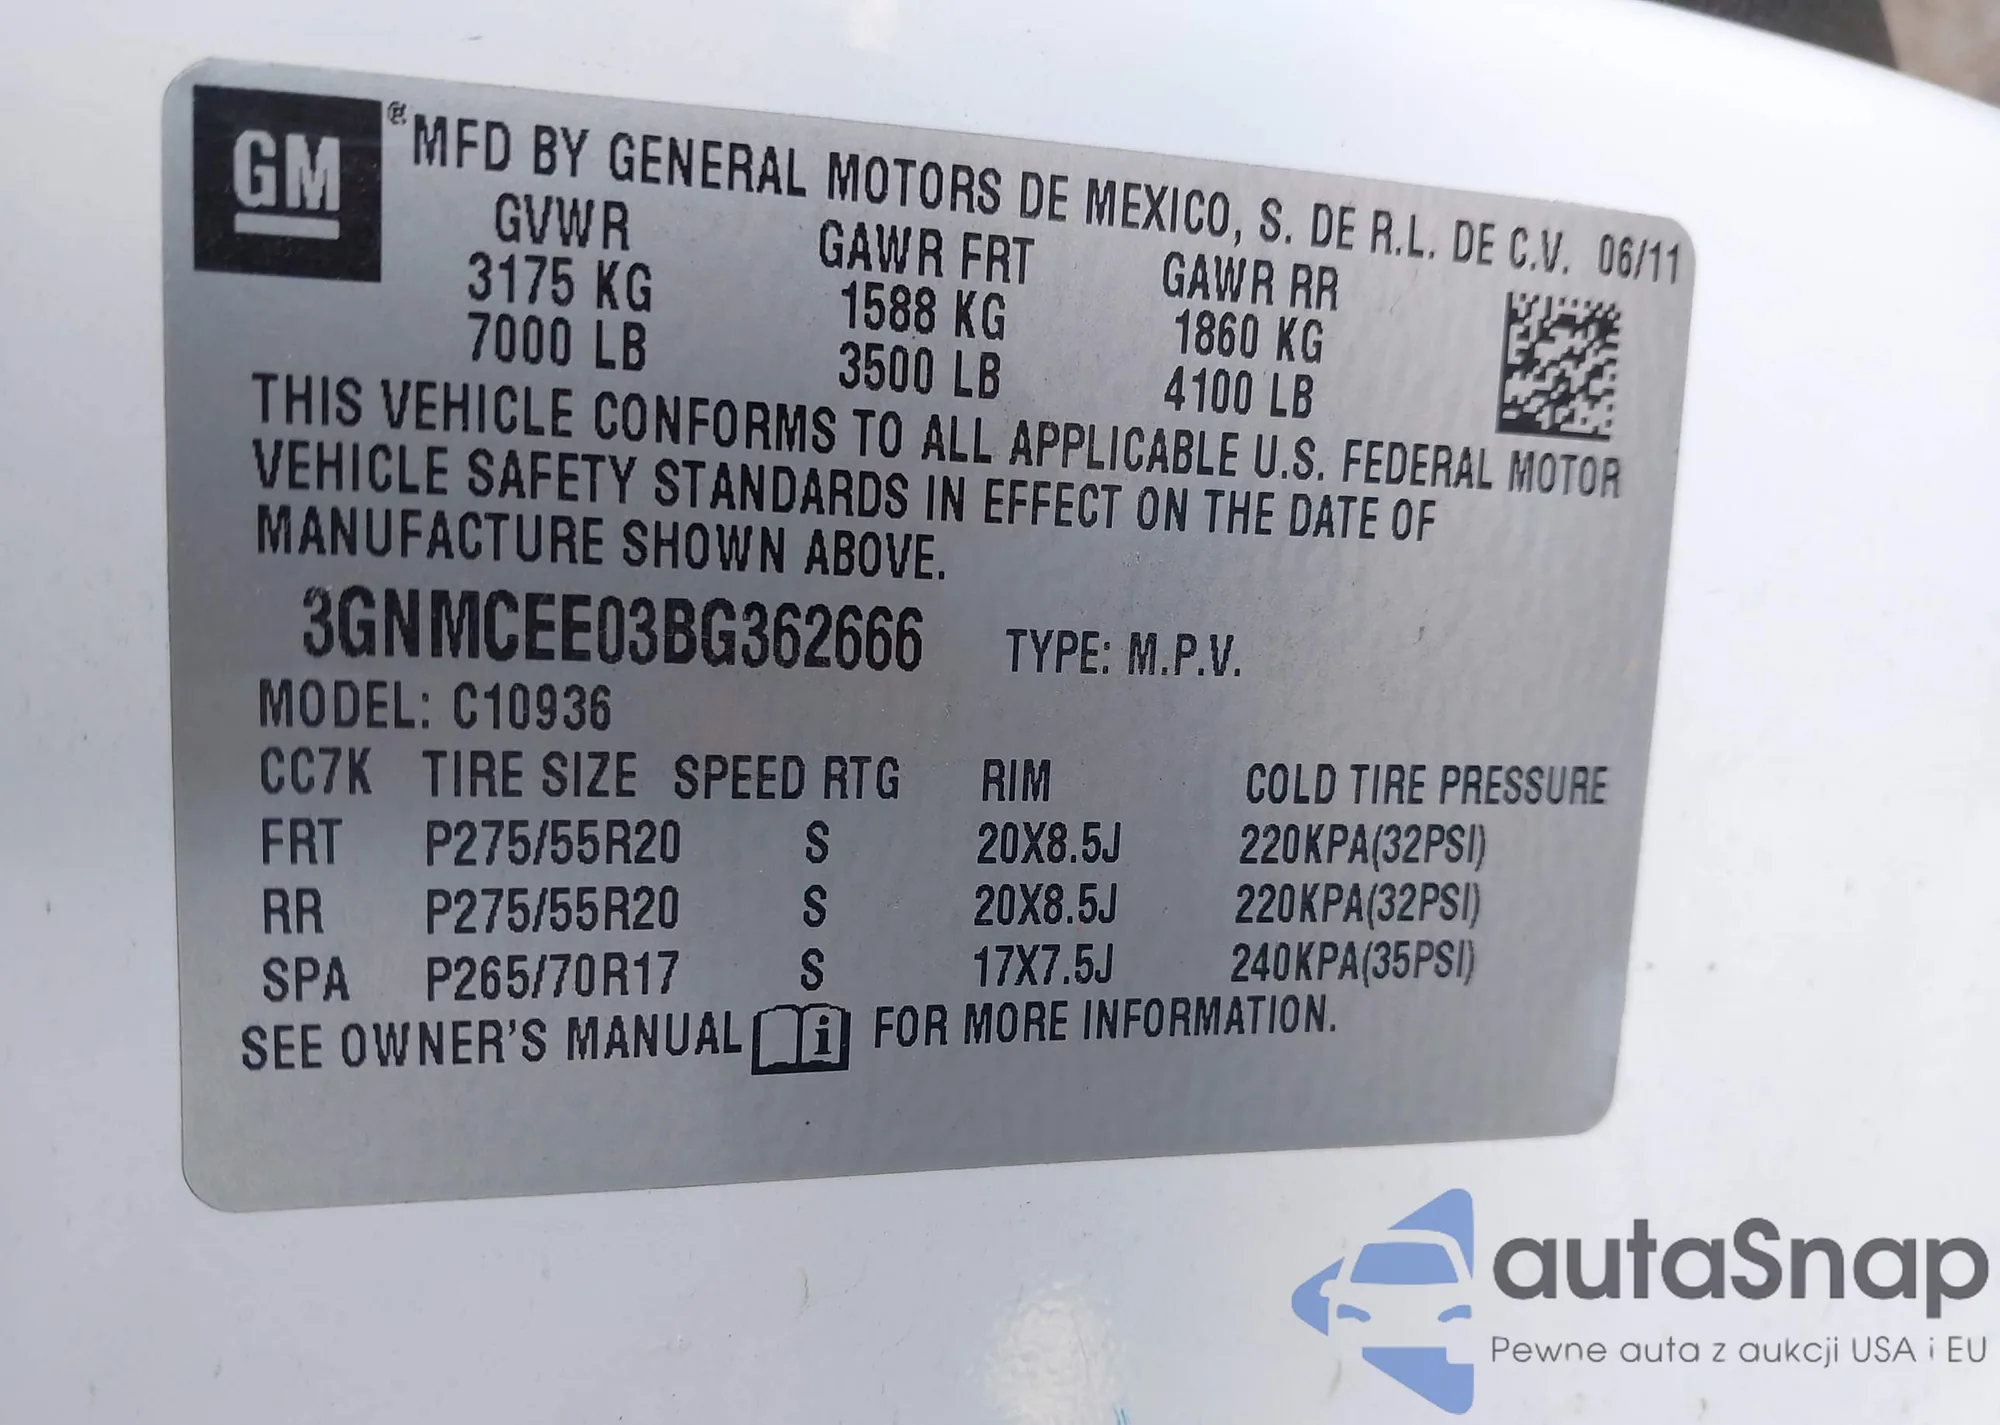 GM
® MFD BY GENERAL MOTORS DE MEXICO, S. DE R.L. DE C.V. 06/11
GVWR GAWR FRT GAWR RR
3175 KG 1588 KG 1860 KG
7000 LB 3500 LB 4100 LB
THIS VEHICLE CONFORMS TO ALL APPLICABLE U.S. FEDERAL MOTOR
VEHICLE SAFETY STANDARDS IN EFFECT ON THE DATE OF
MANUFACTURE SHOWN ABOVE.
3GNMCEE03BG362666 TYPE: M.P.V.
MODEL: C10936
CC7K TIRE SIZE SPEED RTG RIM COLD TIRE PRESSURE
FRT P275/55R20 S 20X8.5J 220KPA(32PSI)
RR P275/55R20 S 20X8.5J 220KPA(32PSI)
SPA P265/70R17 S 17X7.5J 240KPA(35PSI)
SEE OWNER'S MANUAL i FOR MORE INFORMATION.
autaSnap
Pewne auta z aukcji USA i EU